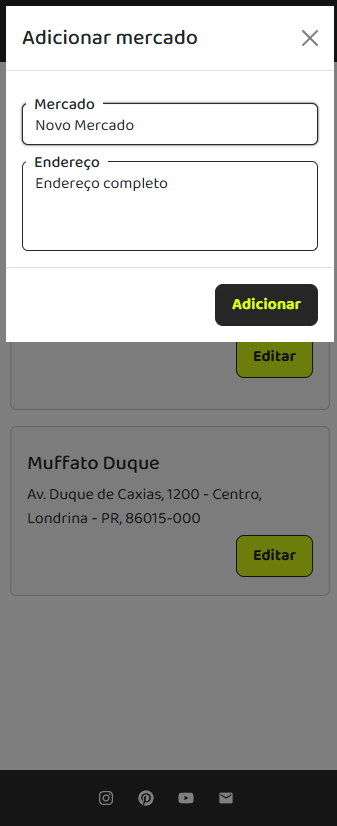 Adicionar mercado
Mercado
Novo Mercado
Endereço
Endereço completo
Adicionar
Editar
Muffato Duque
Av. Duque de Caxias, 1200 - Centro,
Londrina - PR, 86015-000
Editar